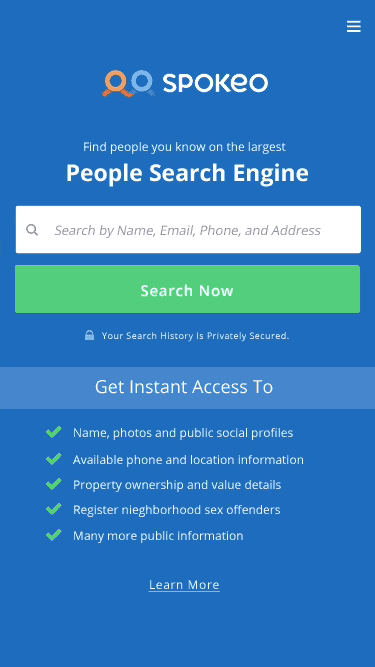 SPOKEO
Find people you know on the largest
People Search Engine
Search by Name, Email, Phone, and Address
Search Now
Your Search History Is Privately Secured.
Get Instant Access To
Name, photos and public social profiles
Available phone and location information
Property ownership and value details
Register nieghborhood sex offenders
Many more public information
Learn More